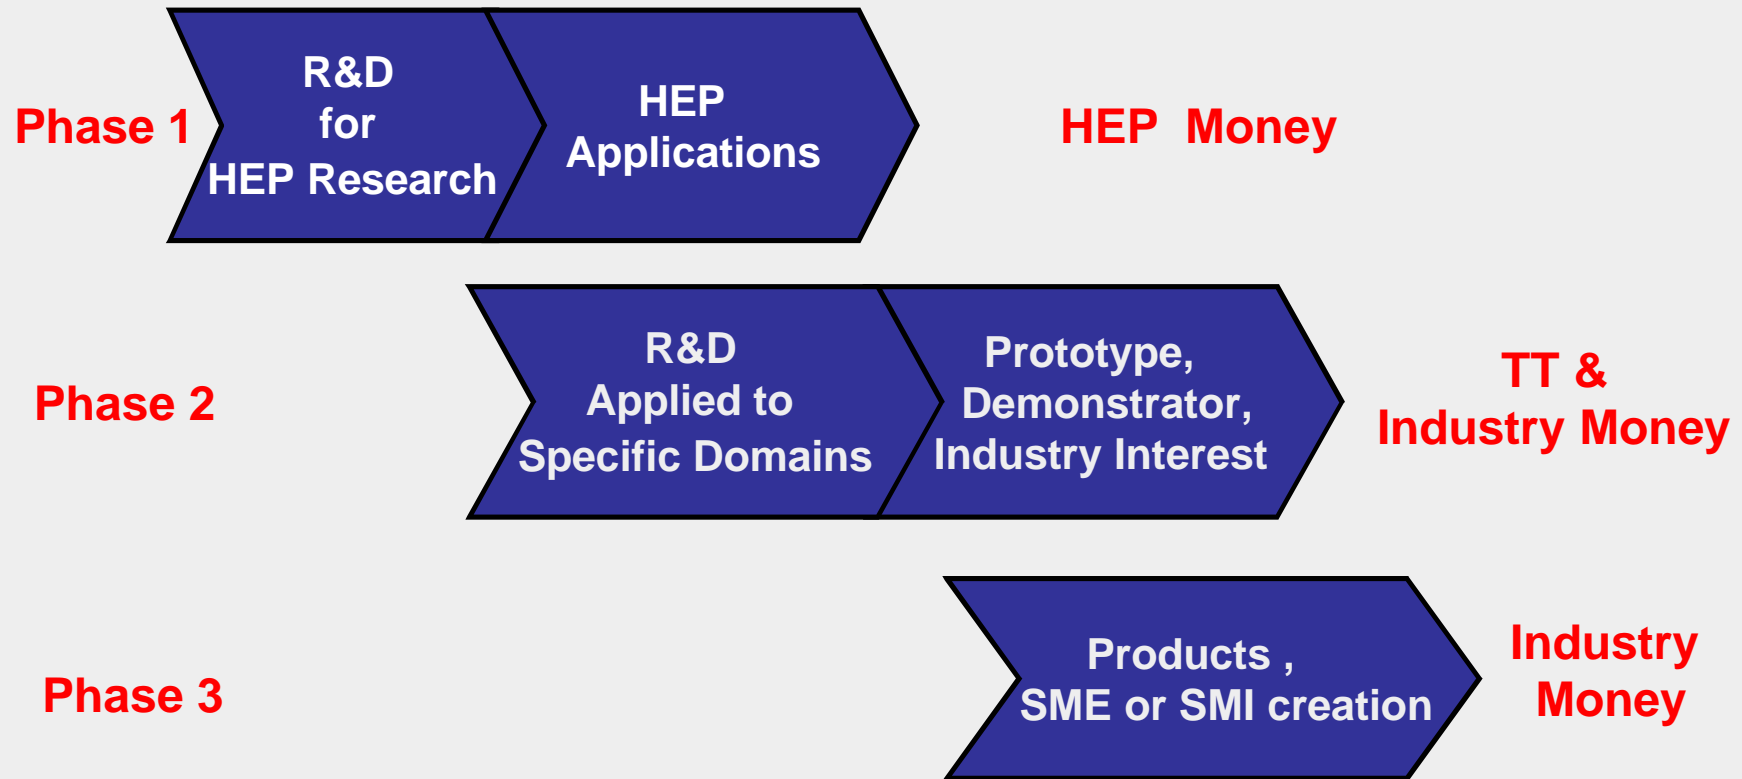 Phase 1
R&D
for
HEP Research
HEP
Applications
HEP Money
Phase 2
R&D
Applied to
Specific Domains
Prototype,
Demonstrator,
Industry Interest
TT &
Industry Money
Phase 3
Products ,
SME or SMI creation
Industry
Money